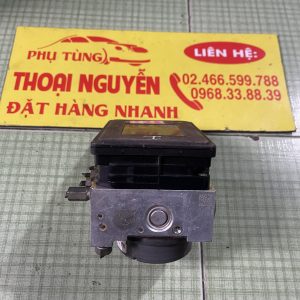 PHỤ TÙNG
LIÊN HỆ:
THOẠI NGUYỄN
02.466.599.788
0968.33.88.39
ĐẶT HÀNG NHANH